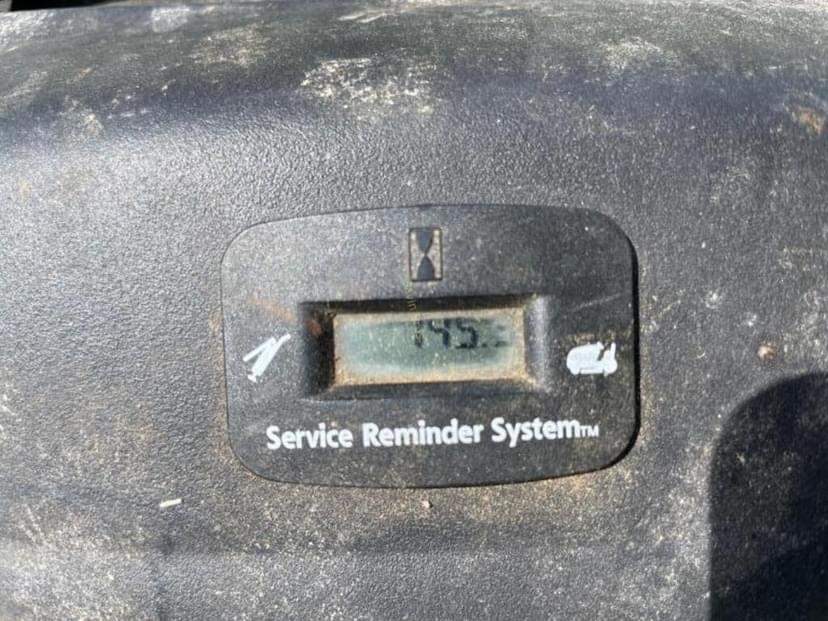 145.
Service Reminder System™